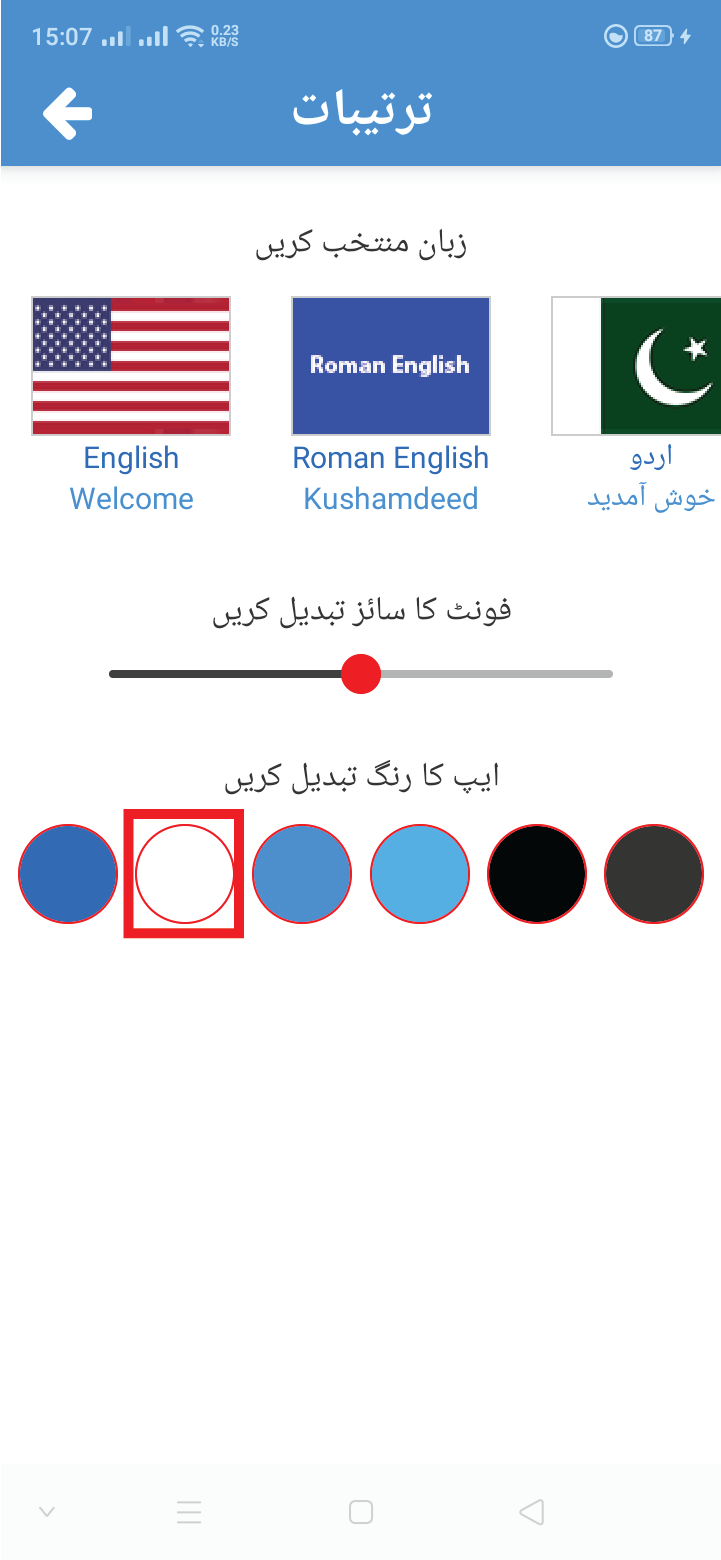 15:07 0.23 KB/S 87
ترتیبات
زبان منتخب کریں
Roman English
English Roman English اردو
Welcome Kushamdeed خوش آمدید
فونٹ کا سائز تبدیل کریں
ایپ کا رنگ تبدیل کریں